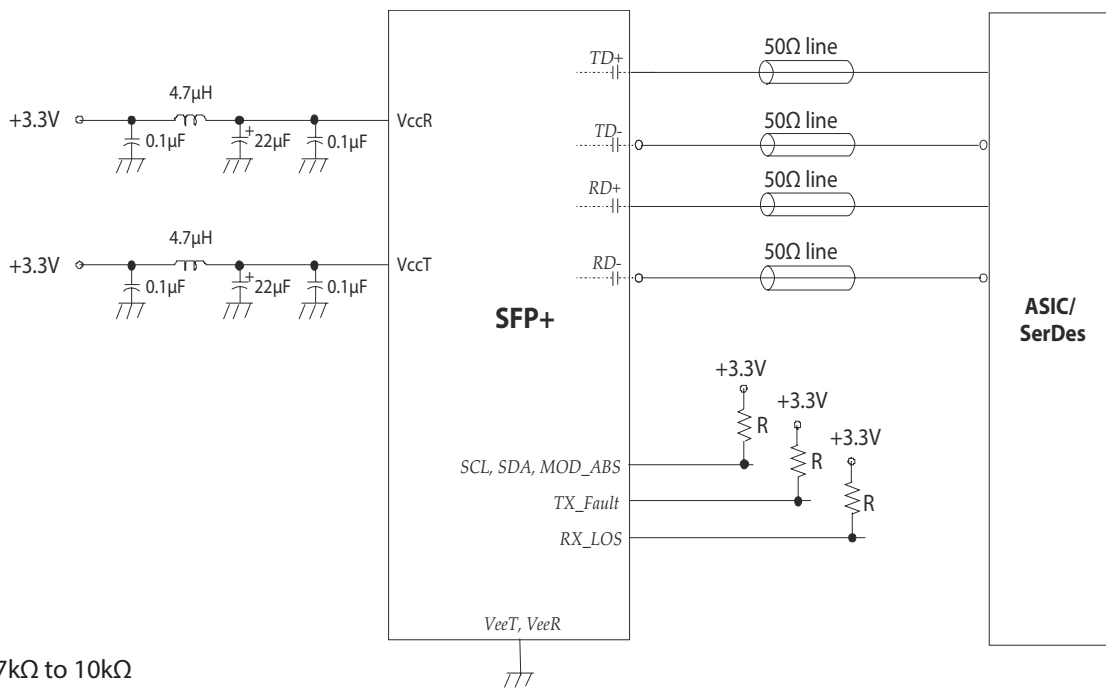 50Ω line
TD+
4.7µH
+3.3V
VccR
0.1µF
+
22µF
0.1µF
50Ω line
TD-
50Ω line
RD+
4.7µH
+3.3V
VccT
0.1µF
+
22µF
0.1µF
50Ω line
RD-
SFP+
ASIC/
SerDes
+3.3V
R
+3.3V
R
+3.3V
R
SCL, SDA, MOD_ABS
TX_Fault
RX_LOS
VeeT, VeeR
7kΩ to 10kΩ